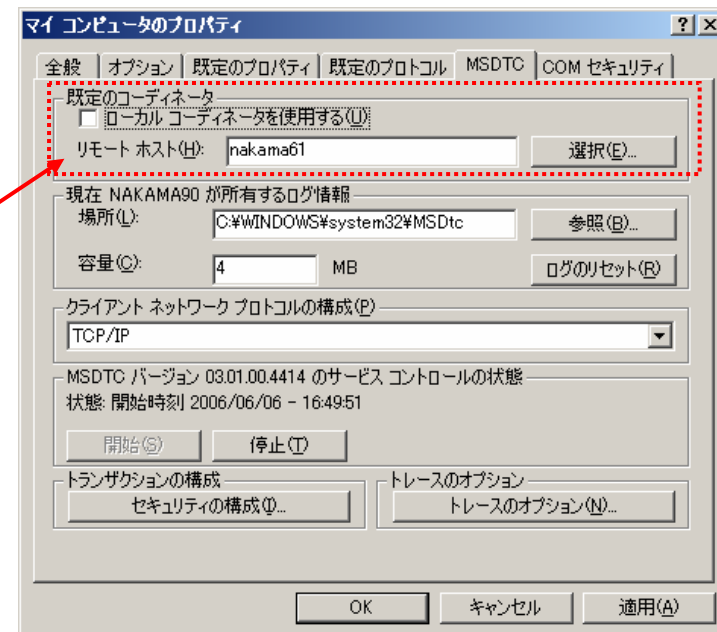 マイ コンピュータのプロパティ
全般 オプション 既定のプロパティ 既定のプロトコル MSDTC COM セキュリティ
既定のコーディネータ
ローカル コーディネータを使用する(U)
リモート ホスト(H): nakama61 選択(E)...
現在 NAKAMA90 が所有するログ情報
場所(L): C:¥WINDOWS¥system32¥MSDtc 参照(B)...
容量(C): 4 MB ログのリセット(R)
クライアント ネットワーク プロトコルの構成(P)
TCP/IP
MSDTC バージョン 03.01.00.4414 のサービス コントロールの状態
状態: 開始時刻 2006/06/06 - 16:49:51
開始(S) 停止(T)
トランザクションの構成 トレースのオプション
セキュリティの構成(I)... トレースのオプション(N)...
OK キャンセル 適用(A)